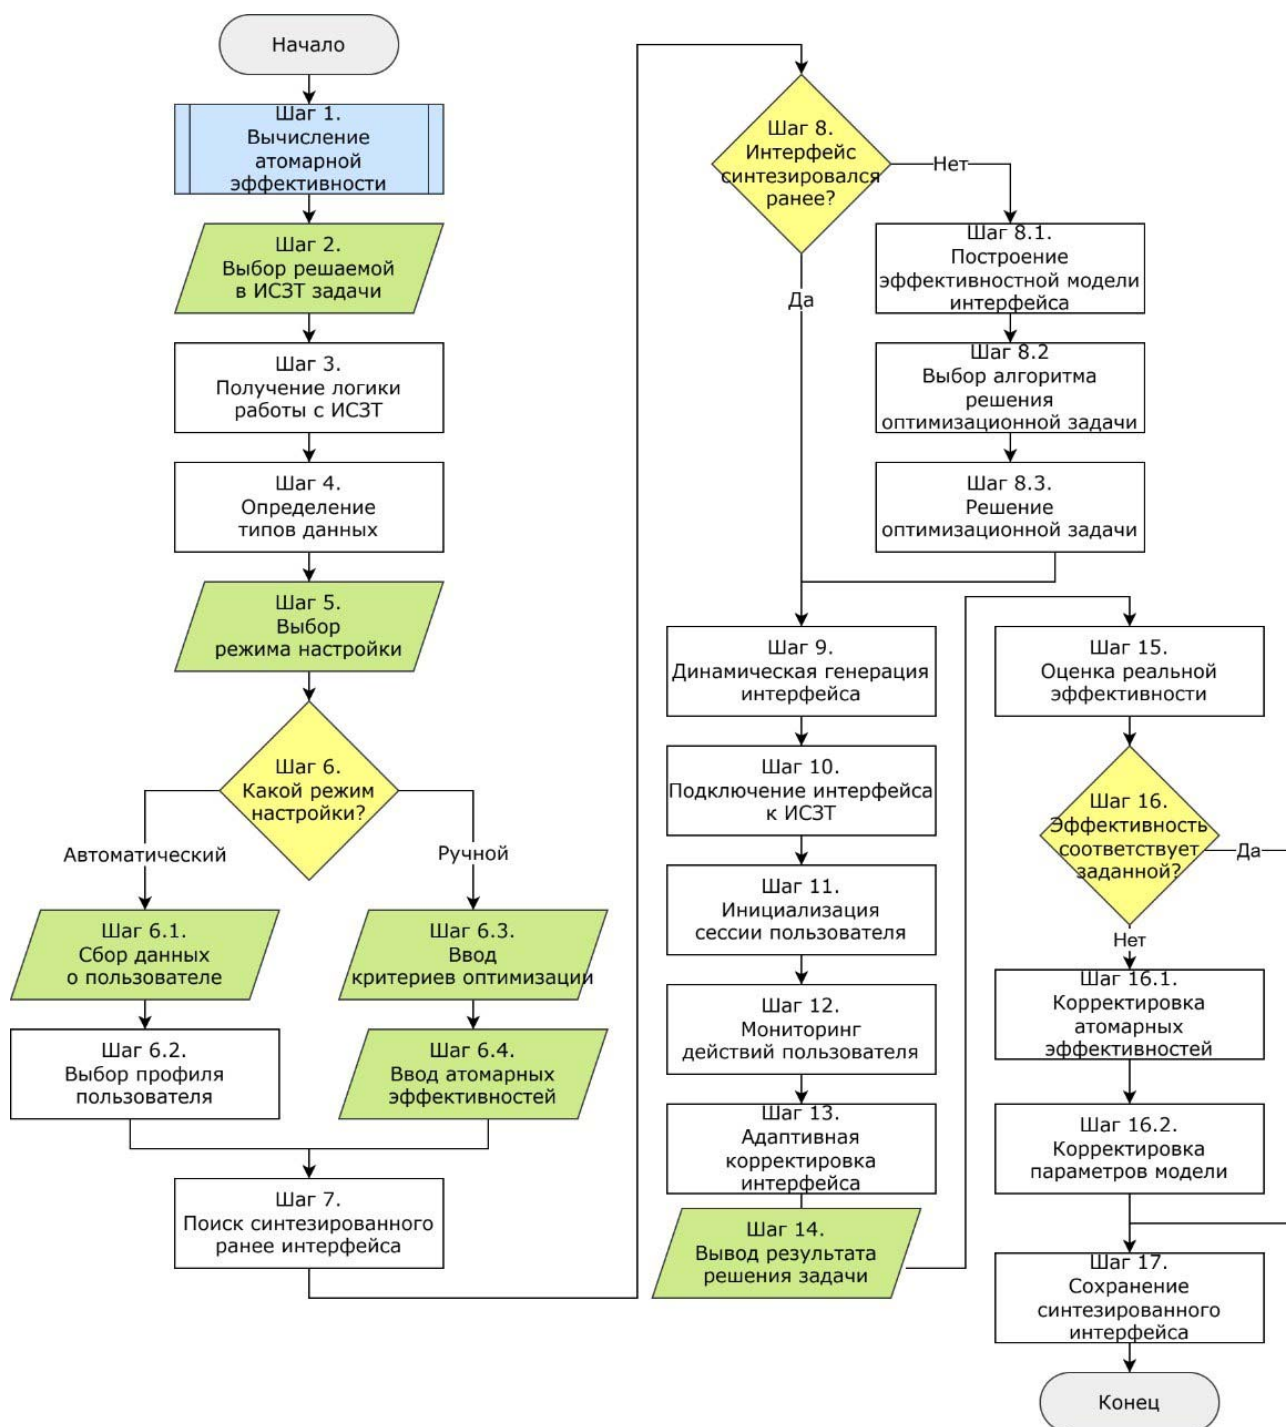 Начало
Шаг 1.
Вычисление
атомарной
эффективности
Шаг 2.
Выбор решаемой
в ИСЗТ задачи
Шаг 3.
Получение логики
работы с ИСЗТ
Шаг 4.
Определение
типов данных
Шаг 5.
Выбор
режима настройки
Шаг 6.
Какой режим
настройки?
Автоматический
Ручной
Шаг 6.1.
Сбор данных
о пользователе
Шаг 6.2.
Выбор профиля
пользователя
Шаг 6.3.
Ввод
критериев оптимизации
Шаг 6.4.
Ввод атомарных
эффективностей
Шаг 7.
Поиск синтезированного
ранее интерфейса
Шаг 8.
Интерфейс
синтезировался
ранее?
Нет
Да
Шаг 8.1.
Построение
эффективностной модели
интерфейса
Шаг 8.2
Выбор алгоритма
решения
оптимизационной задачи
Шаг 8.3.
Решение
оптимизационной задачи
Шаг 9.
Динамическая генерация
интерфейса
Шаг 10.
Подключение интерфейса
к ИСЗТ
Шаг 11.
Инициализация
сессии пользователя
Шаг 12.
Мониторинг
действий пользователя
Шаг 13.
Адаптивная
корректировка
интерфейса
Шаг 14.
Вывод результата
решения задачи
Шаг 15.
Оценка реальной
эффективности
Шаг 16.
Эффективность
соответствует
заданной?
Да
Нет
Шаг 16.1.
Корректировка
атомарных
эффективностей
Шаг 16.2.
Корректировка
параметров модели
Шаг 17.
Сохранение
синтезированного
интерфейса
Конец